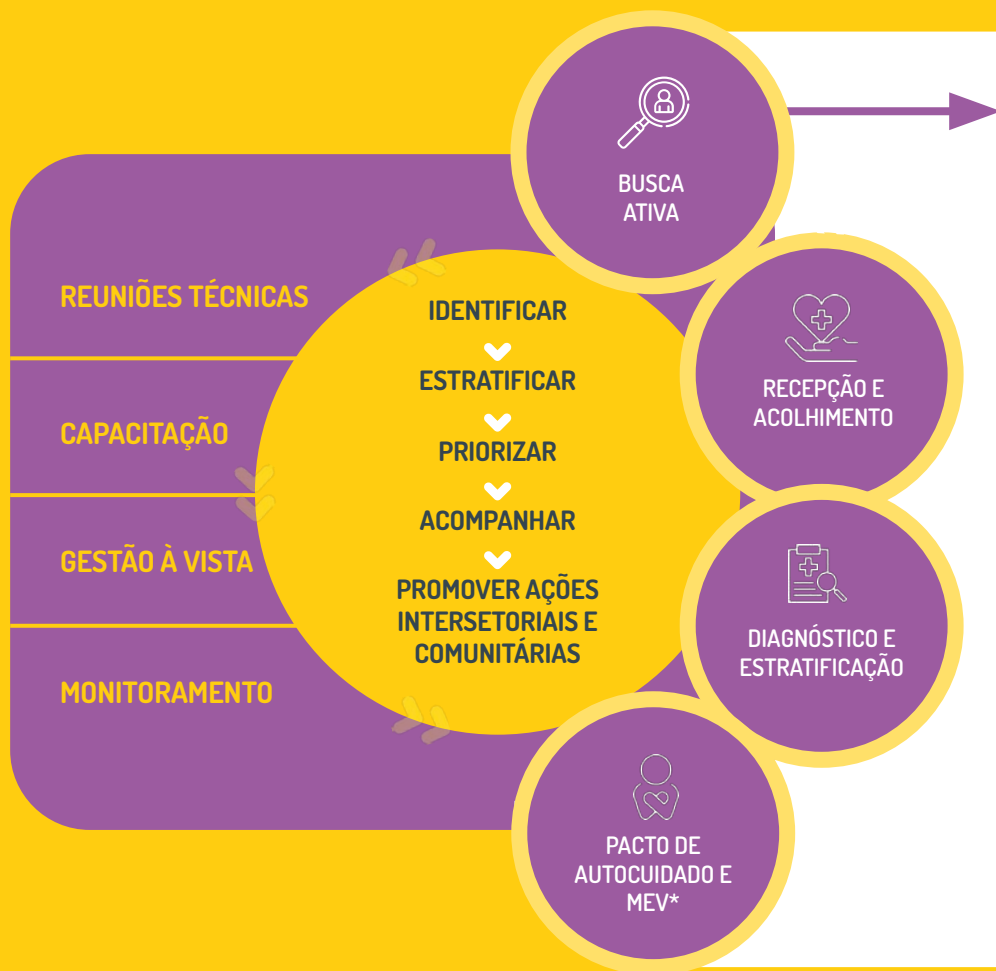 BUSCA
ATIVA
REUNIÕES TÉCNICAS
CAPACITAÇÃO
GESTÃO À VISTA
MONITORAMENTO
IDENTIFICAR
ESTRATIFICAR
PRIORIZAR
ACOMPANHAR
PROMOVER AÇÕES
INTERSETORIAIS E
COMUNITÁRIAS
RECEPÇÃO E
ACOLHIMENTO
DIAGNÓSTICO E
ESTRATIFICAÇÃO
PACTO DE
AUTOCUIDADO E
MEV*